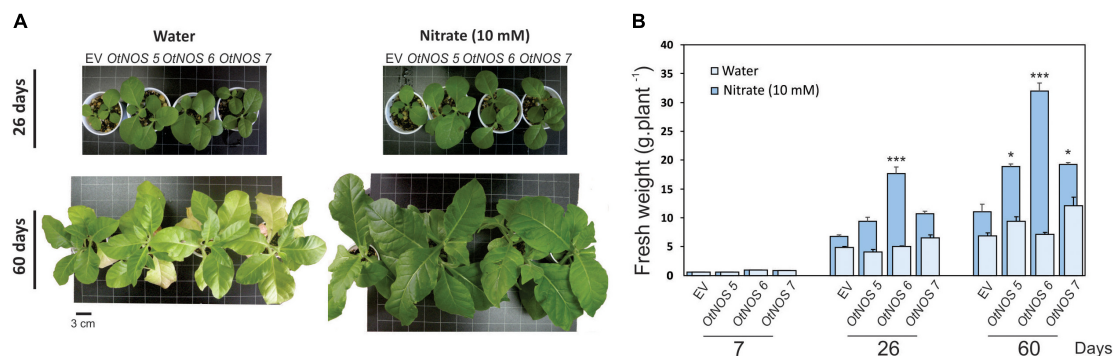 A
Water
Nitrate (10 mM)
EV OtNOS 5 OtNOS 6 OtNOS 7
EV OtNOS 5 OtNOS 6 OtNOS 7
26 days
60 days
3 cm
B
Fresh weight (g.plant -1)
40
35
30
25
20
15
10
5
0
Water
Nitrate (10 mM)
***
*
***
*
EV
OtNOS 5
OtNOS 6
OtNOS 7
EV
OtNOS 5
OtNOS 6
OtNOS 7
EV
OtNOS 5
OtNOS 6
OtNOS 7
7
26
60
Days